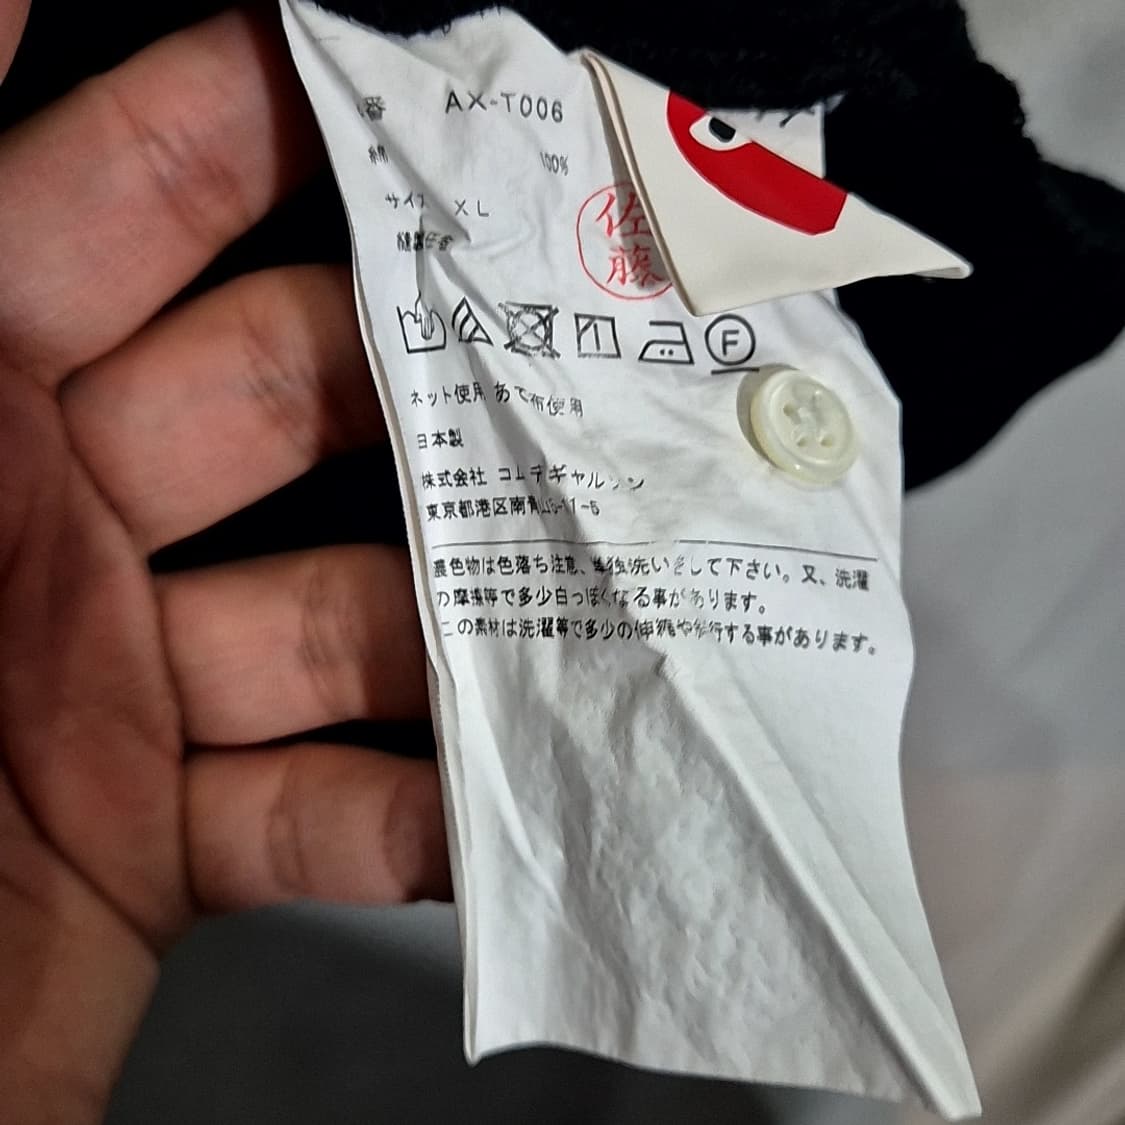 番 AX-T006
綿 100%
サイズ XL
佐藤
F
ネット使用 あて布使用
日本製
株式会社 コムデギャルソン
東京都港区南青山5-11-5
濃色物は色落ち注意、単独洗いをして下さい。又、洗濯
の摩擦等で多少白っぽくなる事があります。
この素材は洗濯等で多少の伸縮や斜行する事があります。